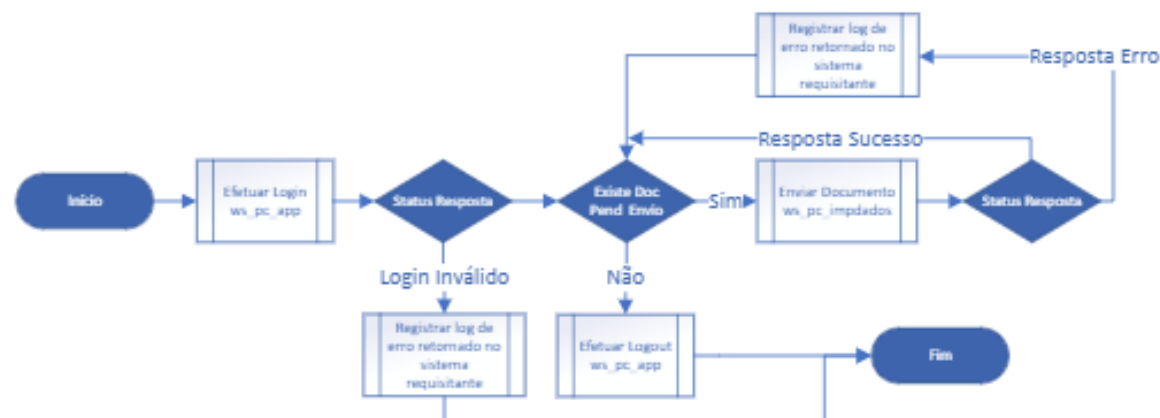 Registrar log de
erro retornado no
sistema
requisitante
Resposta Erro
Resposta Sucesso
Início
Efetuar Login
ws_pc_app
Status Resposta
Existe Doc
Pend Envio
Sim
Enviar Documento
ws_pc_impdados
Status Resposta
Login Inválido
Não
Registrar log de
erro retornado no
sistema
requisitante
Efetuar Logout
ws_pc_app
Fim